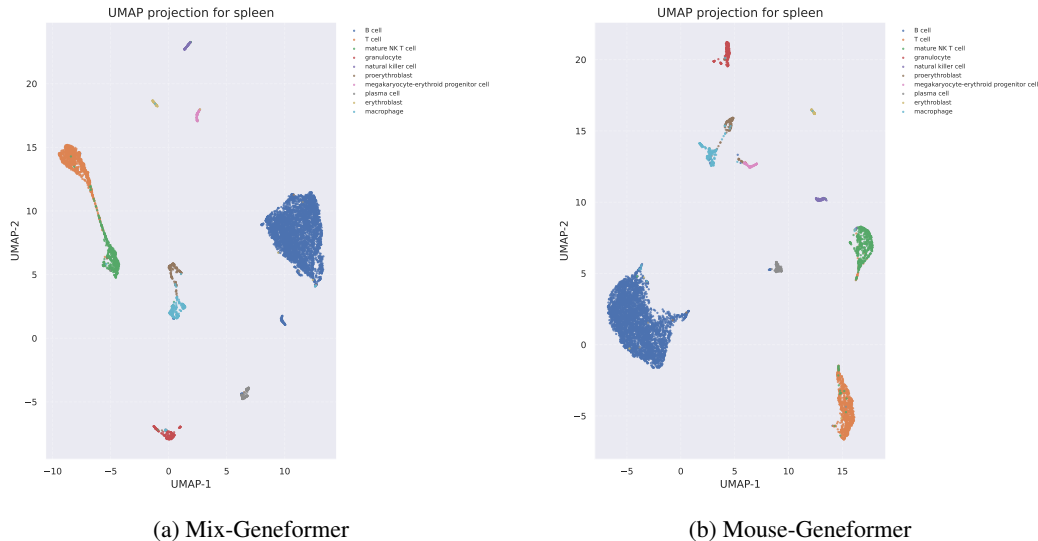 UMAP projection for spleen
B cell
T cell
mature NK T cell
granulocyte
natural killer cell
proerythroblast
megakaryocyte-erythroid progenitor cell
plasma cell
erythroblast
macrophage
20
15
10
5
0
−5
UMAP-2
−10
−5
0
5
10
UMAP-1
(a) Mix-Geneformer
UMAP projection for spleen
B cell
T cell
mature NK T cell
granulocyte
natural killer cell
proerythroblast
megakaryocyte-erythroid progenitor cell
plasma cell
erythroblast
macrophage
20
15
10
5
0
−5
UMAP-2
−5
0
5
10
15
UMAP-1
(b) Mouse-Geneformer